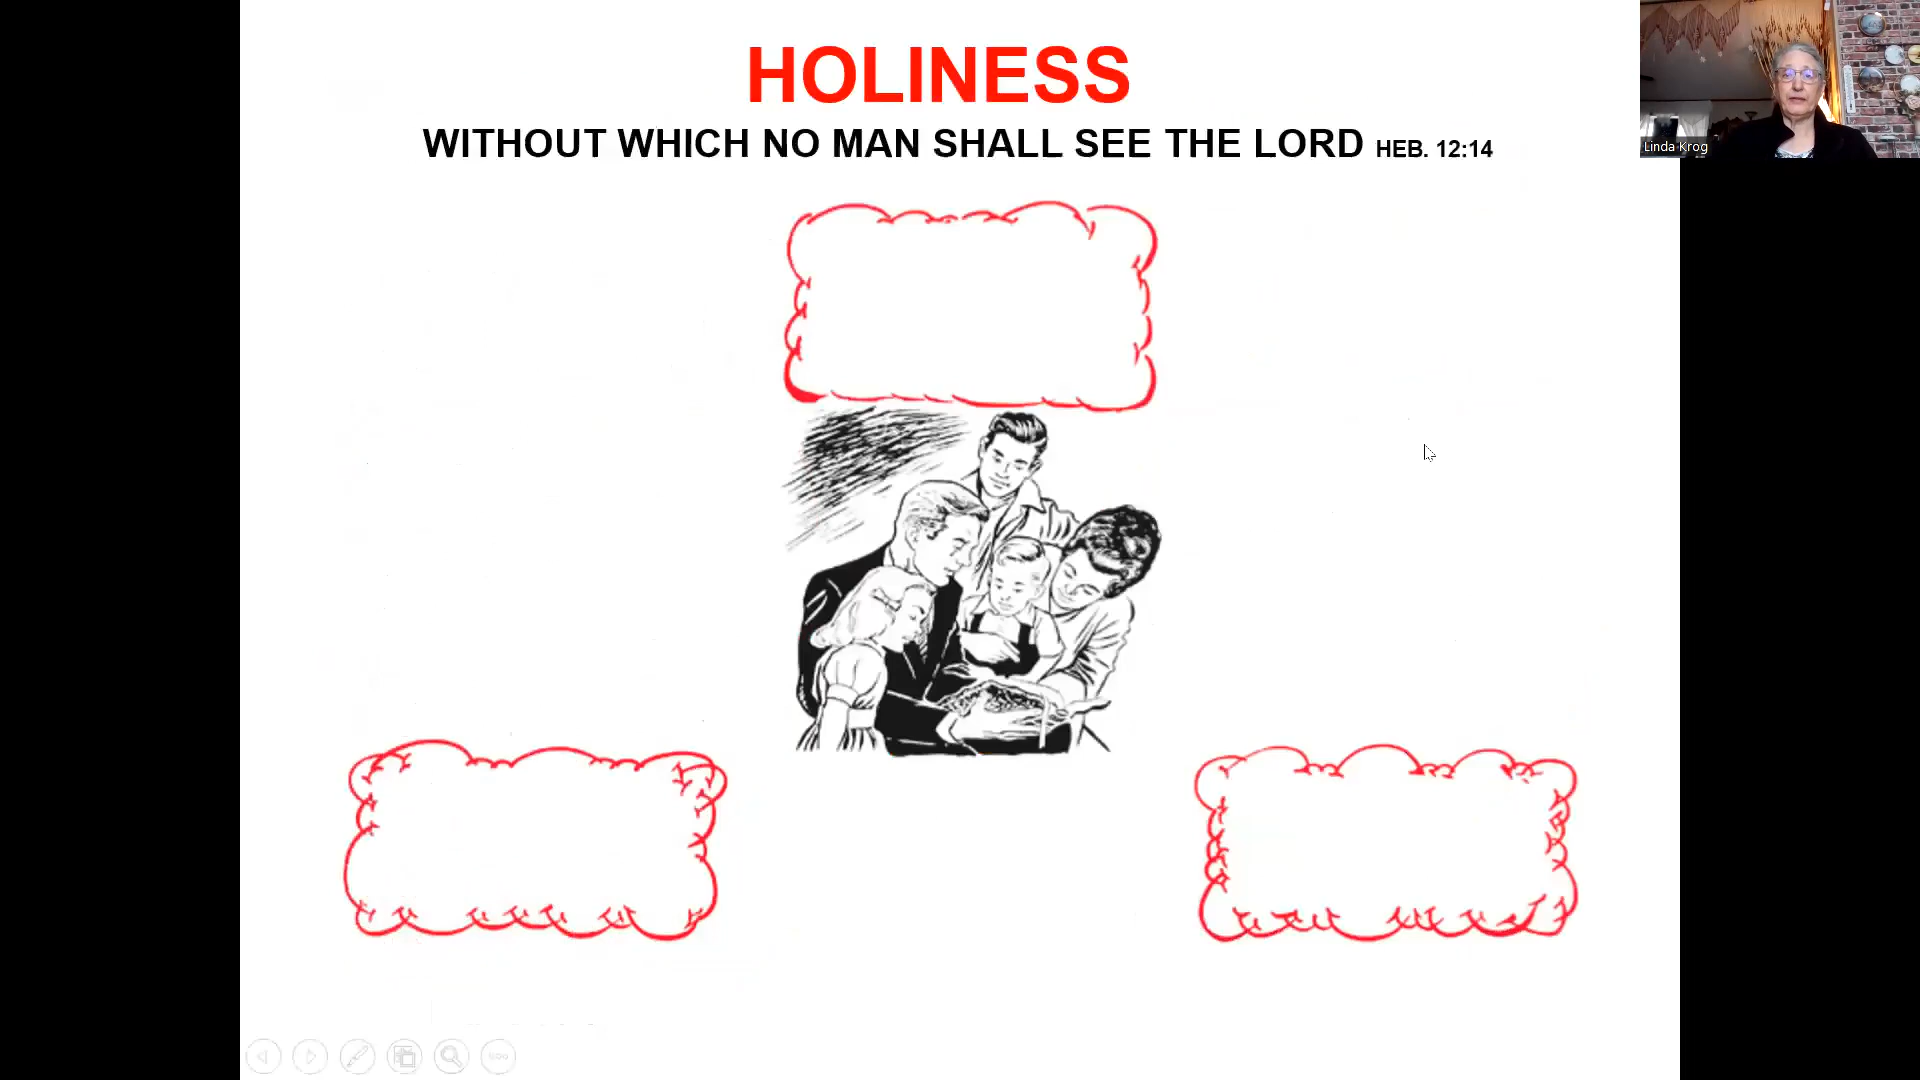 HOLINESS
WITHOUT WHICH NO MAN SHALL SEE THE LORD HEB. 12:14
Linda Krog